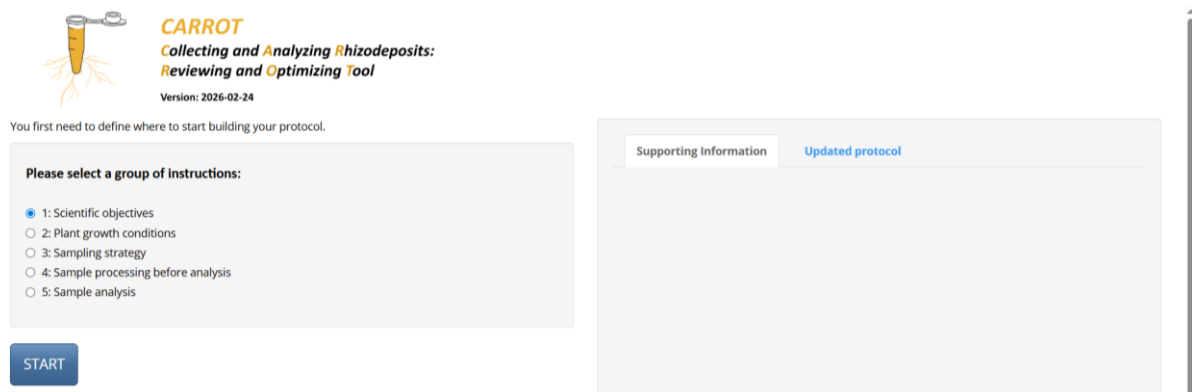 CARROT
Collecting and Analyzing Rhizodeposits:
Reviewing and Optimizing Tool
Version: 2026-02-24
You first need to define where to start building your protocol.
Please select a group of instructions:
1: Scientific objectives
2: Plant growth conditions
3: Sampling strategy
4: Sample processing before analysis
5: Sample analysis
START
Supporting Information
Updated protocol